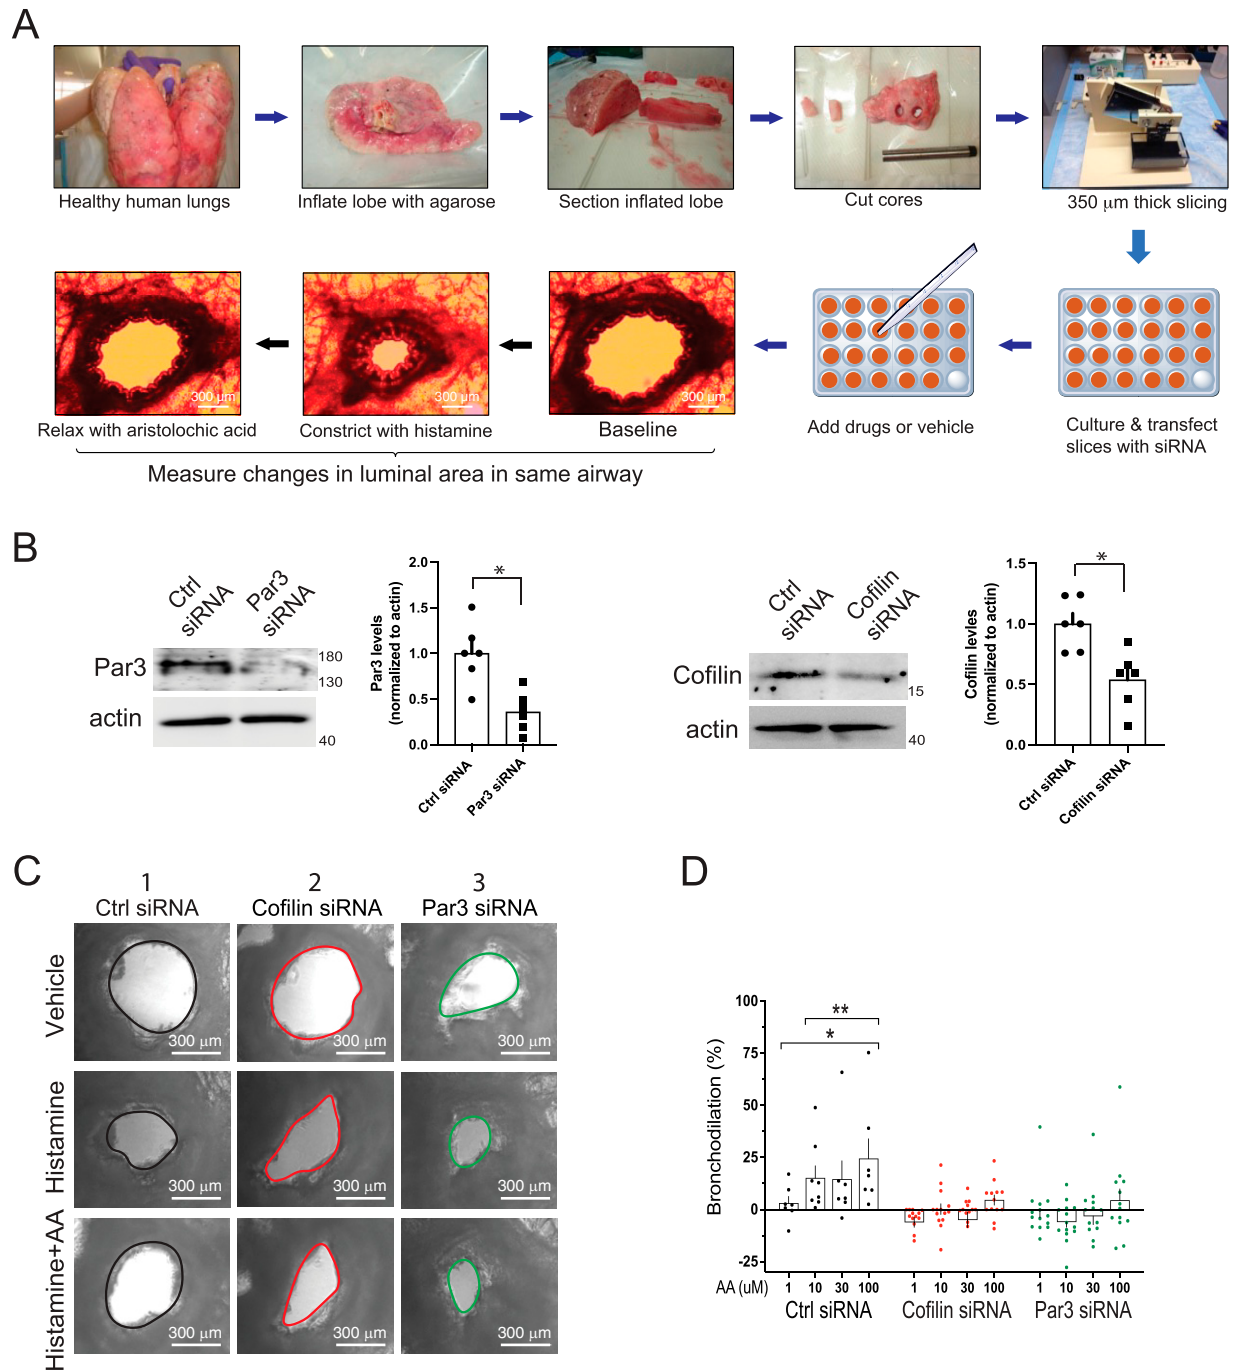 A
Healthy human lungs
Inflate lobe with agarose
Section inflated lobe
Cut cores
350 μm thick slicing
300 μm
300 μm
300 μm
Relax with aristolochic acid
Constrict with histamine
Baseline
Add drugs or vehicle
Culture & transfect
slices with siRNA
Measure changes in luminal area in same airway
B
Ctrl
siRNA
Par3
siRNA
Par3
180
130
actin
40
Par3 levels
(normalized to actin)
2.0
1.5
1.0
0.5
0.0
*
Ctrl siRNA
Par3 siRNA
Ctrl
siRNA
Cofilin
siRNA
Cofilin
15
actin
40
Cofilin levles
(normalized to actin)
1.5
1.0
0.5
0.0
*
Ctrl siRNA
Cofilin siRNA
C
1
2
3
Ctrl siRNA
Cofilin siRNA
Par3 siRNA
Vehicle
300 μm
300 μm
300 μm
Histamine
300 μm
300 μm
300 μm
Histamine+AA
300 μm
300 μm
300 μm
D
Bronchodilation (%)
100
75
50
25
0
-25
**
*
AA (uM)
1
10
30
100
1
10
30
100
1
10
30
100
Ctrl siRNA
Cofilin siRNA
Par3 siRNA